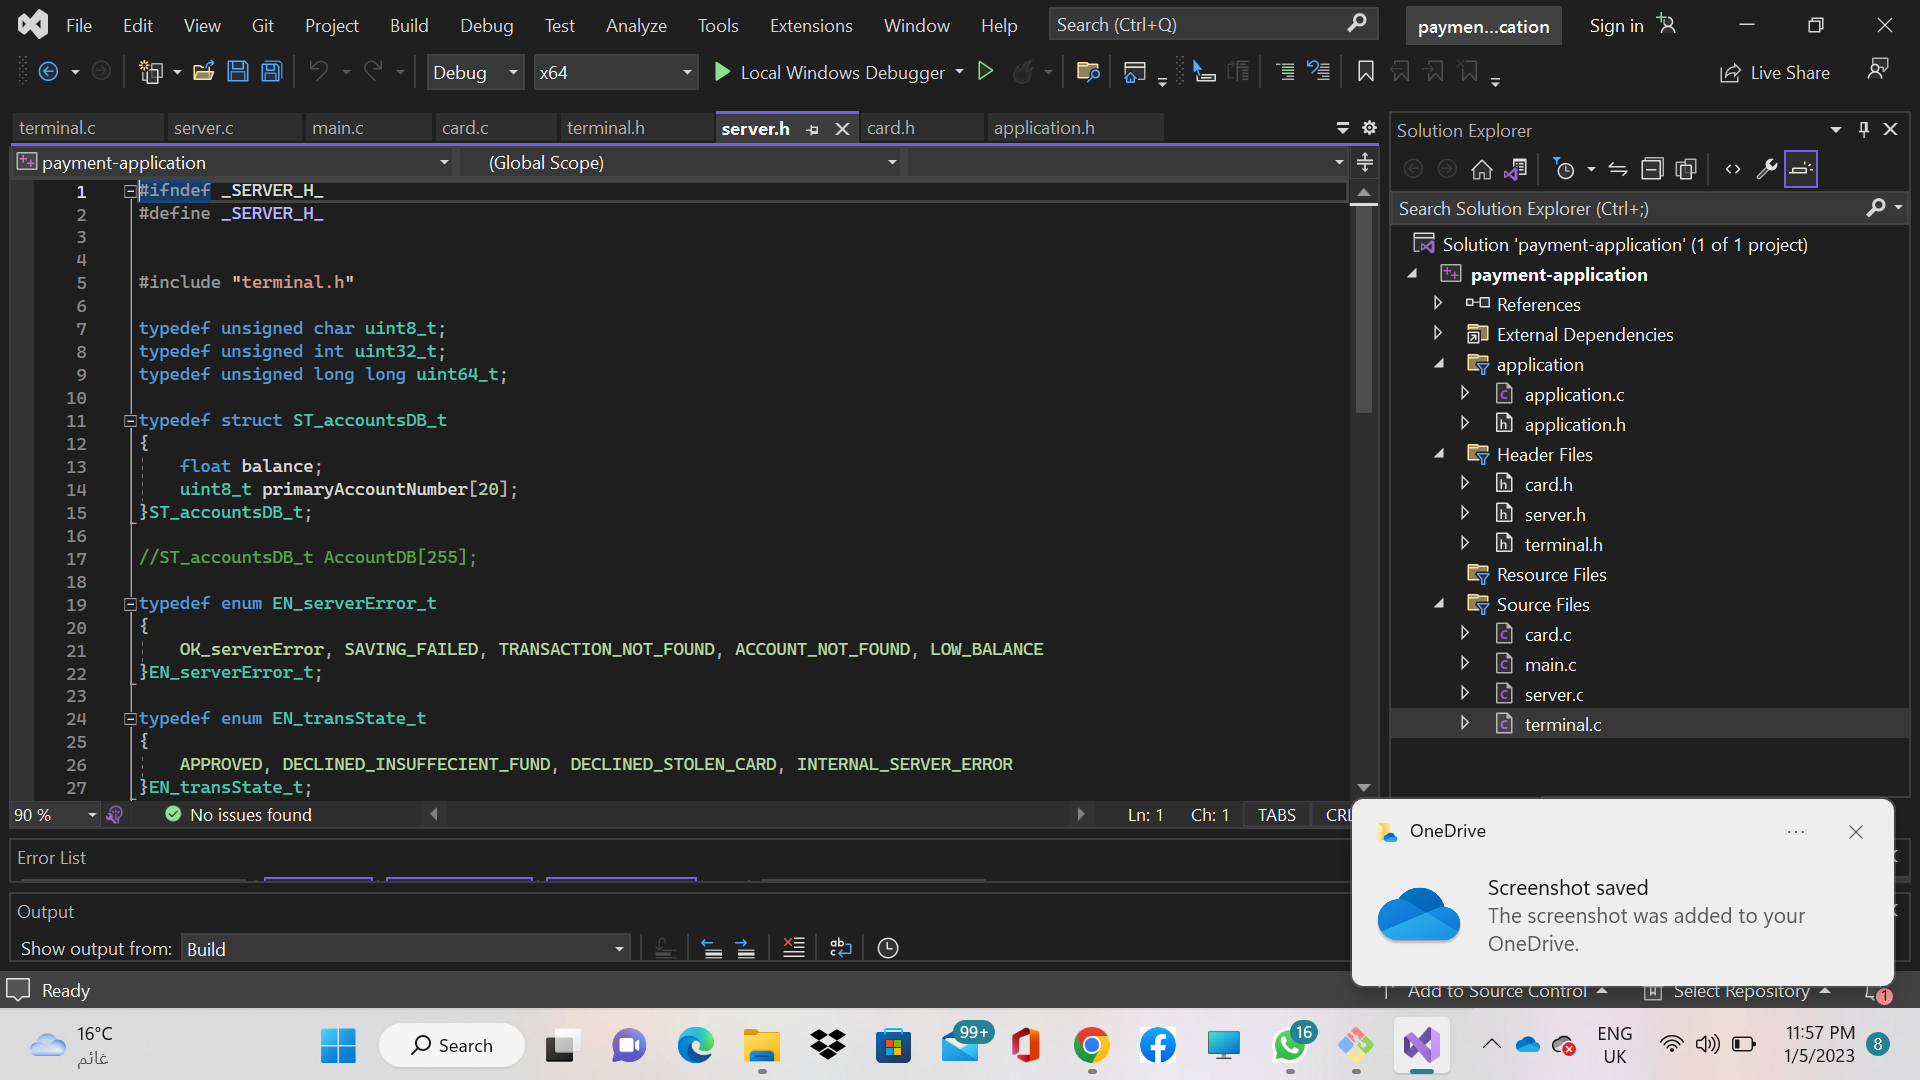 File Edit View Git Project Build Debug Test Analyze Tools Extensions Window Help Search (Ctrl+Q) paymen...cation Sign in
Debug x64 Local Windows Debugger Live Share
terminal.c server.c main.c card.c terminal.h server.h card.h application.h
payment-application (Global Scope)
1 #ifndef _SERVER_H_
2 #define _SERVER_H_
3
4
5 #include "terminal.h"
6
7 typedef unsigned char uint8_t;
8 typedef unsigned int uint32_t;
9 typedef unsigned long long uint64_t;
10
11 typedef struct ST_accountsDB_t
12 {
13 float balance;
14 uint8_t primaryAccountNumber[20];
15 }ST_accountsDB_t;
16
17 //ST_accountsDB_t AccountDB[255];
18
19 typedef enum EN_serverError_t
20 {
21 OK_serverError, SAVING_FAILED, TRANSACTION_NOT_FOUND, ACCOUNT_NOT_FOUND, LOW_BALANCE
22 }EN_serverError_t;
23
24 typedef enum EN_transState_t
25 {
26 APPROVED, DECLINED_INSUFFECIENT_FUND, DECLINED_STOLEN_CARD, INTERNAL_SERVER_ERROR
27 }EN_transState_t;
90 % No issues found Ln: 1 Ch: 1 TABS CRL
Solution Explorer
Search Solution Explorer (Ctrl+;)
Solution 'payment-application' (1 of 1 project)
payment-application
References
External Dependencies
application
application.c
application.h
Header Files
card.h
server.h
terminal.h
Resource Files
Source Files
card.c
main.c
server.c
terminal.c
Error List
Output
Show output from: Build
OneDrive
Screenshot saved
The screenshot was added to your
OneDrive.
Ready Add to Source Control Select Repository 1
16°C
غائم
Search
99+
16
ENG
UK
11:57 PM
1/5/2023
8